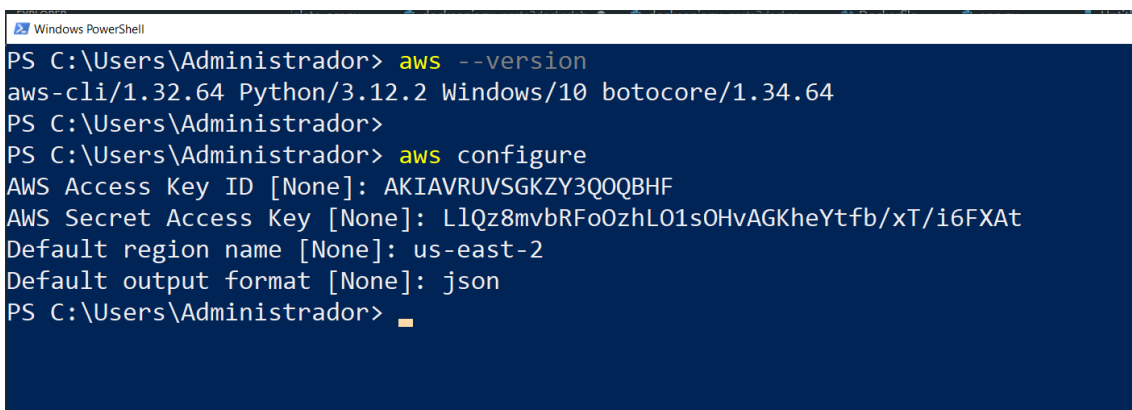 Windows PowerShell
PS C:\Users\Administrador> aws --version
aws-cli/1.32.64 Python/3.12.2 Windows/10 botocore/1.34.64
PS C:\Users\Administrador>
PS C:\Users\Administrador> aws configure
AWS Access Key ID [None]: AKIAVRUVSGKZY3QOQBHF
AWS Secret Access Key [None]: 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
Default region name [None]: us-east-2
Default output format [None]: json
PS C:\Users\Administrador>